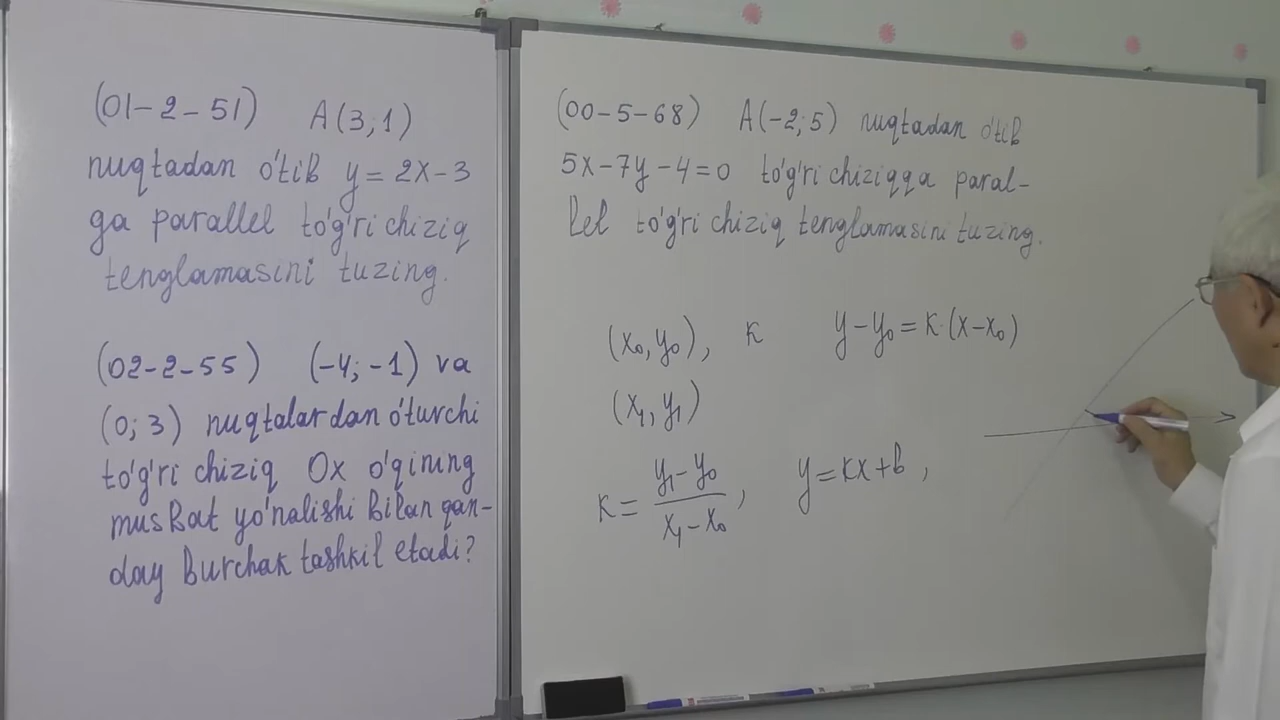 (01-2-51) A(3;1)
nuqtadan o'tib y=2x-3
ga parallel to'g'ri chiziq
tenglamasini tuzing.
(02-2-55) (-4;-1) va
(0;3) nuqtalardan o'tuvchi
to'g'ri chiziq Ox o'qining
musbat yo'nalishi bilan qan-
day burchak tashkil etadi?
(00-5-68) A(-2;5) nuqtadan o'tib
5x-7y-4=0 to'g'ri chiziqqa paral-
lel to'g'ri chiziq tenglamasini tuzing.
(x₀,y₀), k y-y₀=k·(x-x₀)
(x₁,y₁)
k=(y₁-y₀)/(x₁-x₀), y=kx+b,